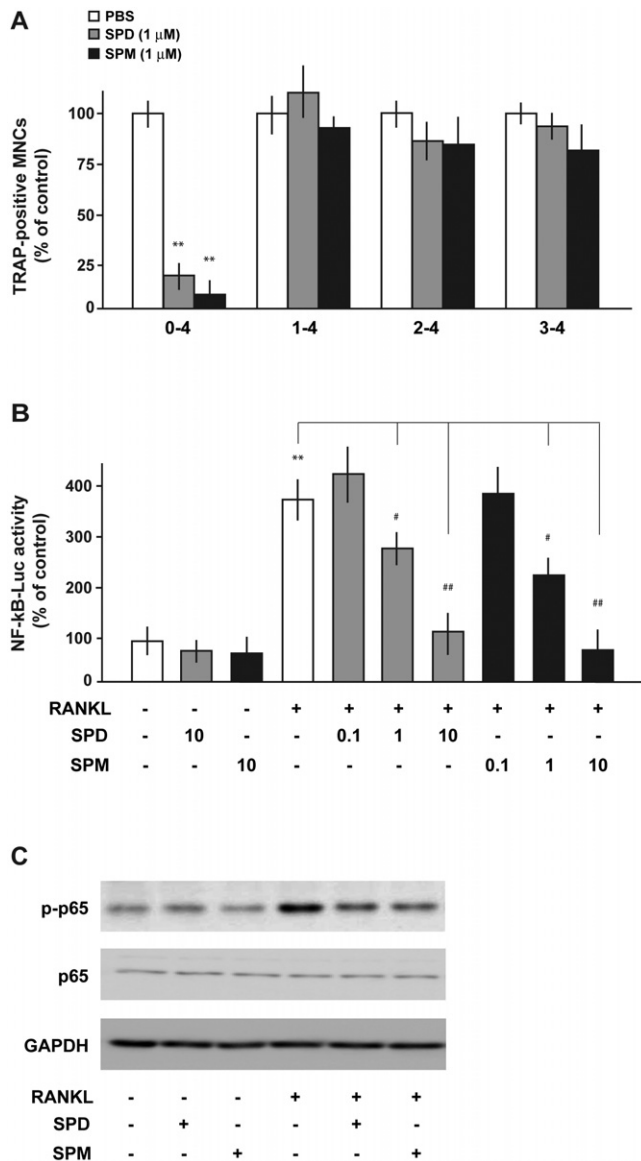 A
PBS
SPD (1 μM)
SPM (1 μM)
TRAP-positive MNCs
(% of control)
100
75
25
0
**
**
0-4
1-4
2-4
3-4
B
NF-kB-Luc activity
(% of control)
400
300
200
100
0
**
#
##
#
##
RANKL - - - + + + + + + +
SPD - 10 - - 0.1 1 10 - - -
SPM - - 10 - - - - 0.1 1 10
C
p-p65
p65
GAPDH
RANKL - - - + + +
SPD - + - - + -
SPM - - + - - +